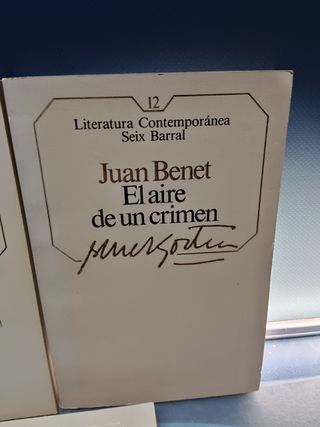 12
Literatura Contemporánea
Seix Barral
Juan Benet
El aire
de un crimen